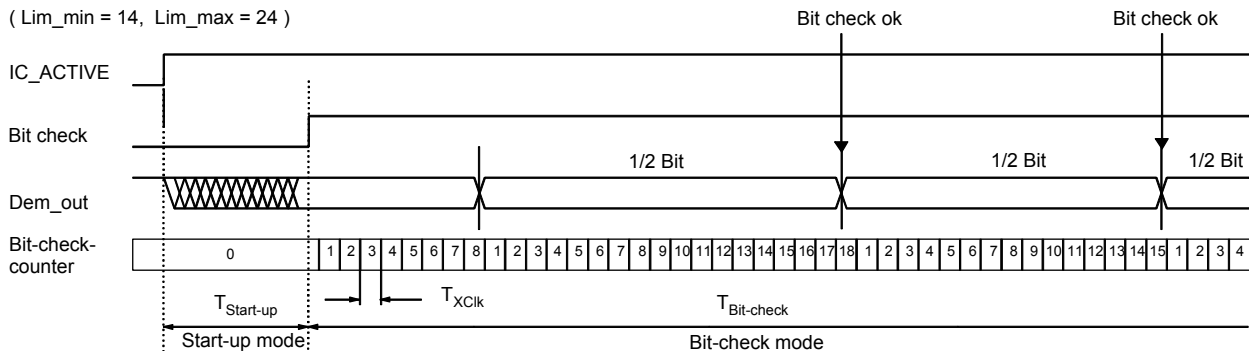 ( Lim_min = 14, Lim_max = 24 )
Bit check ok
Bit check ok
IC_ACTIVE
Bit check
1/2 Bit
1/2 Bit
1/2 Bit
Dem_out
Bit-check-
counter
0
1 2 3 4 5 6 7 8 1 2 3 4 5 6 7 8 9 10 11 12 13 14 15 16 17 18 1 2 3 4 5 6 7 8 9 10 11 12 13 14 15 1 2 3 4
TStart-up
TXClk
TBit-check
Start-up mode
Bit-check mode